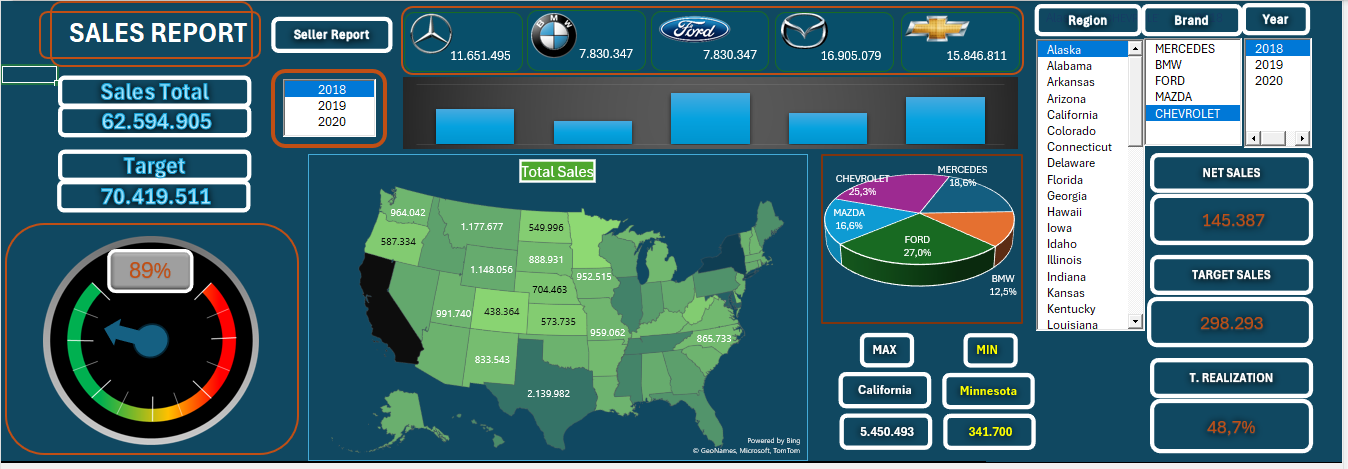 SALES REPORT
Seller Report
Sales Total
62.594.905
Target
70.419.511
89%
2018
2019
2020
11.651.495
BMW
7.830.347
Ford
7.830.347
16.905.079
15.846.811
Total Sales
964.042
587.334
1.177.677
549.996
888.931
1.148.056
952.515
704.463
991.740
438.364
573.735
959.062
865.733
833.543
2.139.982
Powered by Bing
© GeoNames, Microsoft, TomTom
MERCEDES
18,6%
CHEVROLET
25,3%
MAZDA
16,6%
FORD
27,0%
BMW
12,5%
MAX
California
5.450.493
MIN
Minnesota
341.700
Region
Alaska
Alabama
Arkansas
Arizona
California
Colorado
Connecticut
Delaware
Florida
Georgia
Hawaii
Iowa
Idaho
Illinois
Indiana
Kansas
Kentucky
Louisiana
Brand
MERCEDES
BMW
FORD
MAZDA
CHEVROLET
Year
2018
2019
2020
NET SALES
145.387
TARGET SALES
298.293
T. REALIZATION
48,7%